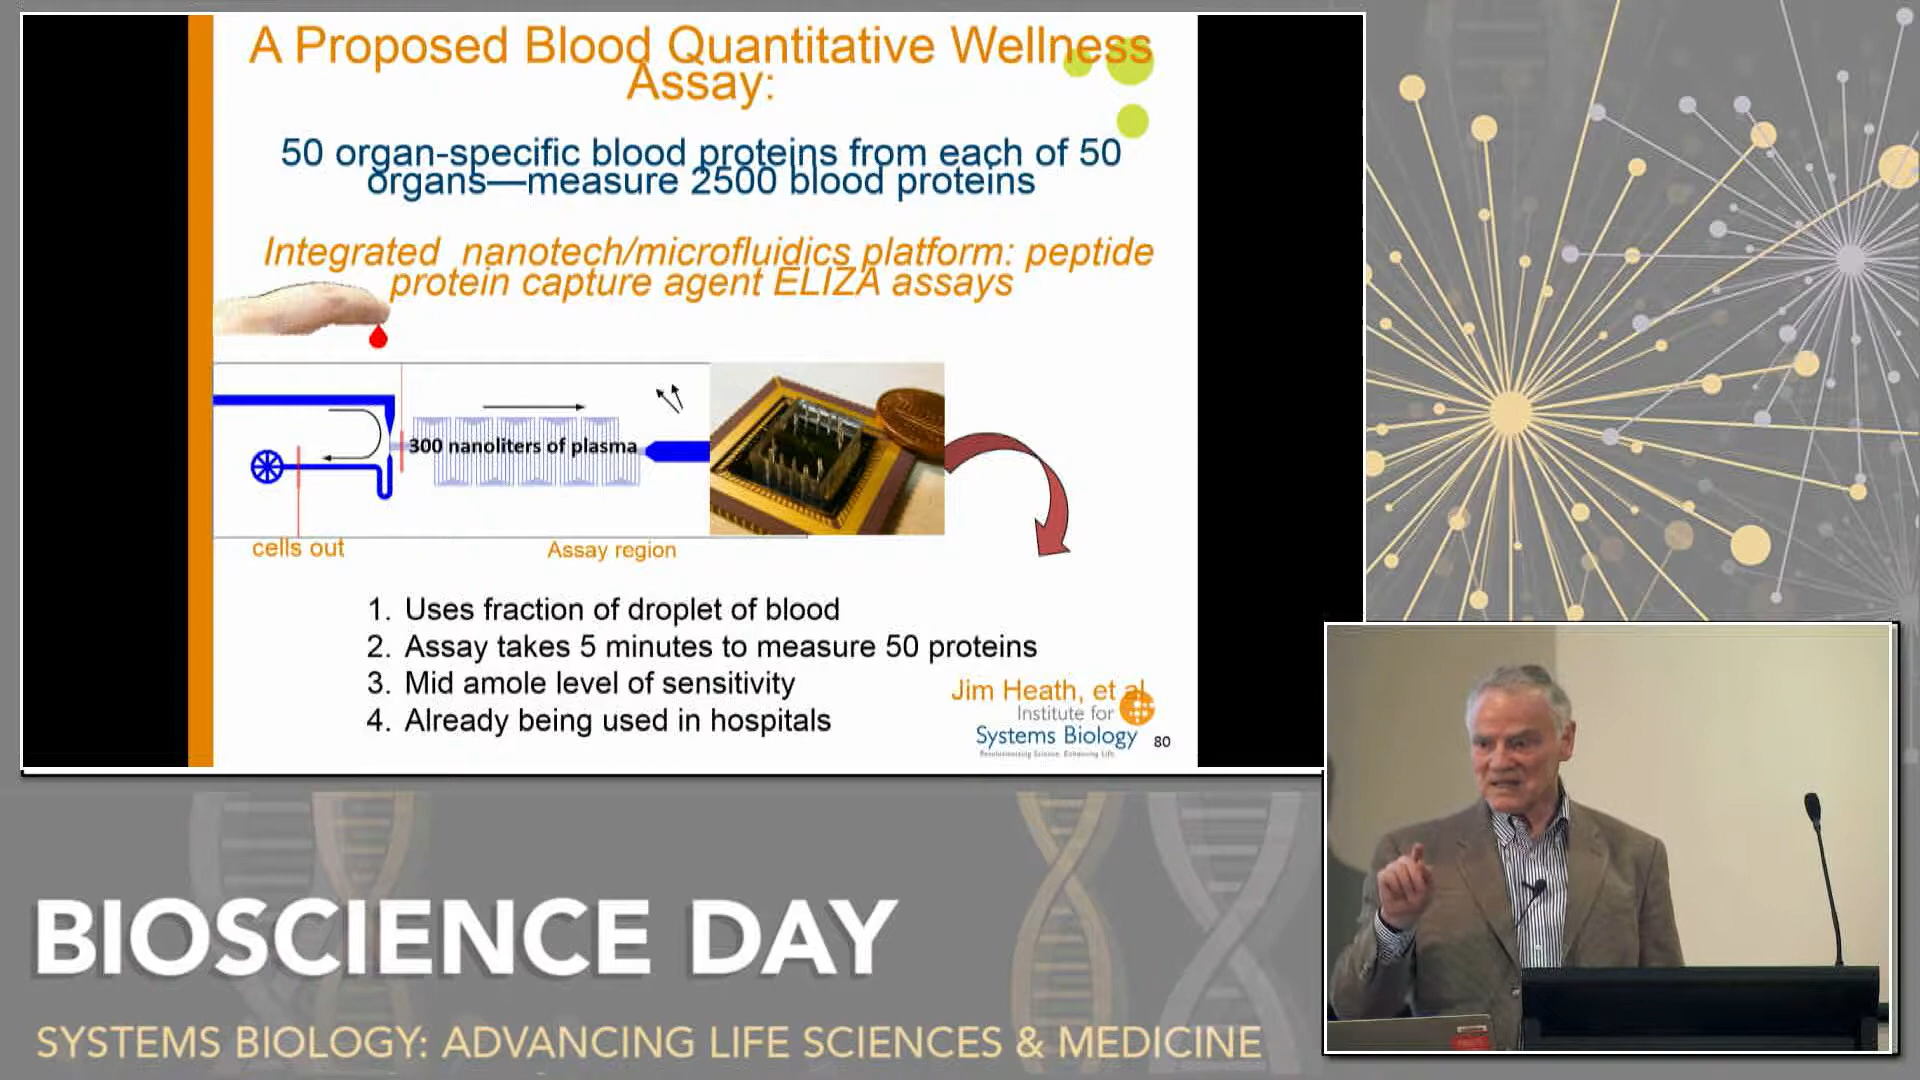 A Proposed Blood Quantitative Wellness
Assay:
50 organ-specific blood proteins from each of 50
organs—measure 2500 blood proteins
Integrated nanotech/microfluidics platform: peptide
protein capture agent ELIZA assays
300 nanoliters of plasma
cells out
Assay region
1. Uses fraction of droplet of blood
2. Assay takes 5 minutes to measure 50 proteins
3. Mid amole level of sensitivity
4. Already being used in hospitals
Jim Heath, et al
Institute for
Systems Biology
Revolutionizing Science. Enhancing Life.
80
BIOSCIENCE DAY
SYSTEMS BIOLOGY: ADVANCING LIFE SCIENCES & MEDICINE